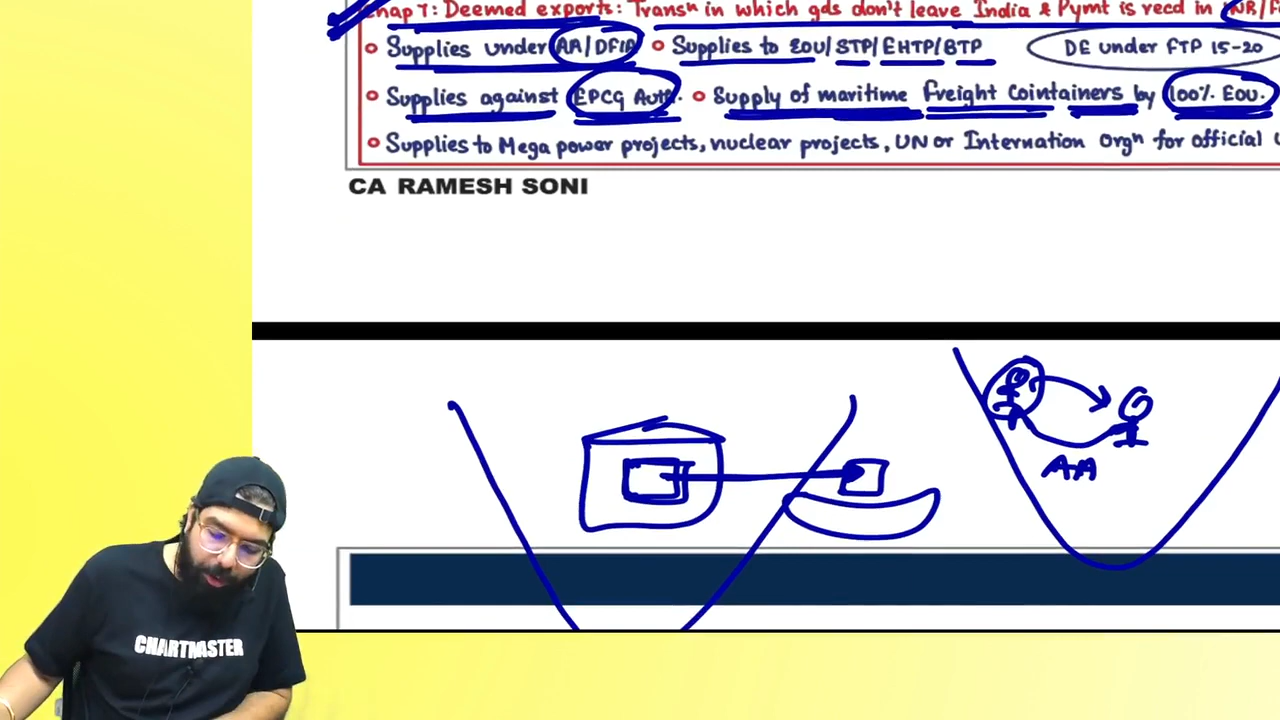 Chap 7: Deemed exports: Transⁿ in which gds don't leave India & Pymt is recd in INR/F
Supplies under AA/DFIA Supplies to EOU/STP/EHTP/BTP DE under FTP 15-20
Supplies against EPCG Auth. Supply of maritime freight Cointainers by 100% EOU.
Supplies to Mega power projects, nuclear projects, UN or Internation Orgⁿ for official
CA RAMESH SONI
AA
CHARTMASTER